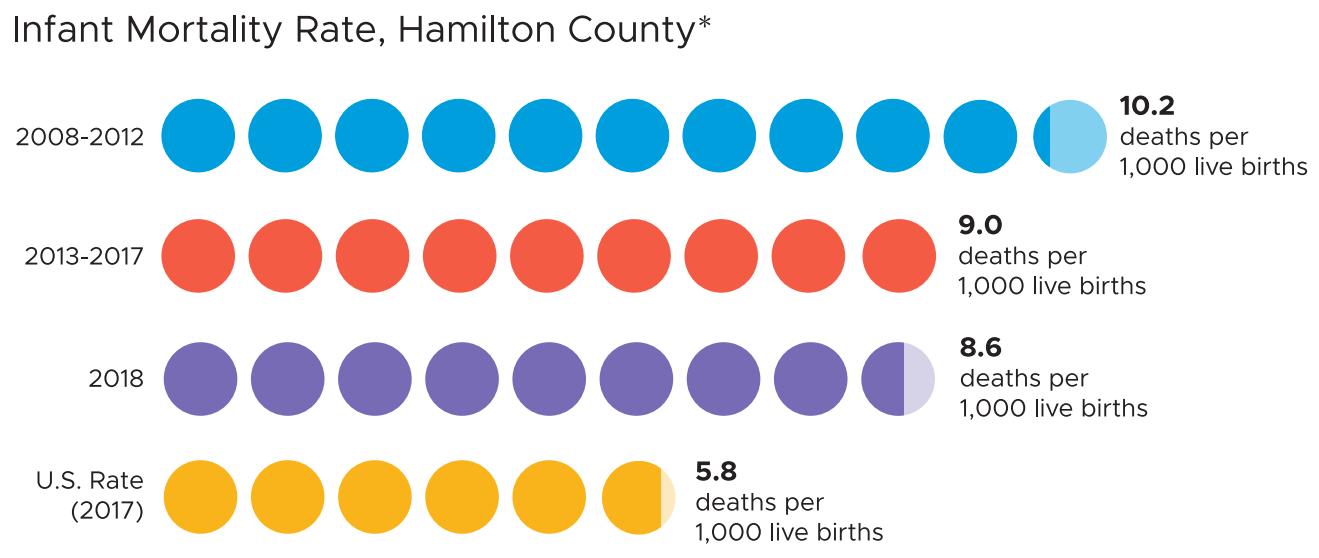 Infant Mortality Rate, Hamilton County*
2008-2012
10.2
deaths per
1,000 live births
2013-2017
9.0
deaths per
1,000 live births
2018
8.6
deaths per
1,000 live births
U.S. Rate
(2017)
5.8
deaths per
1,000 live births